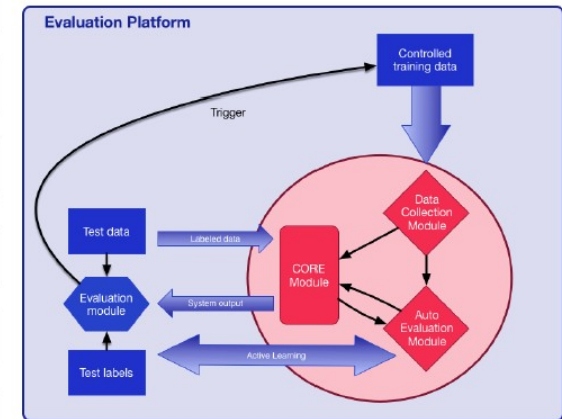 Evaluation Platform
Controlled
training data
Trigger
Data
Collection
Module
Test data
Labeled data
CORE
Module
Evaluation
module
System output
Auto
Evaluation
Module
Active Learning
Test labels